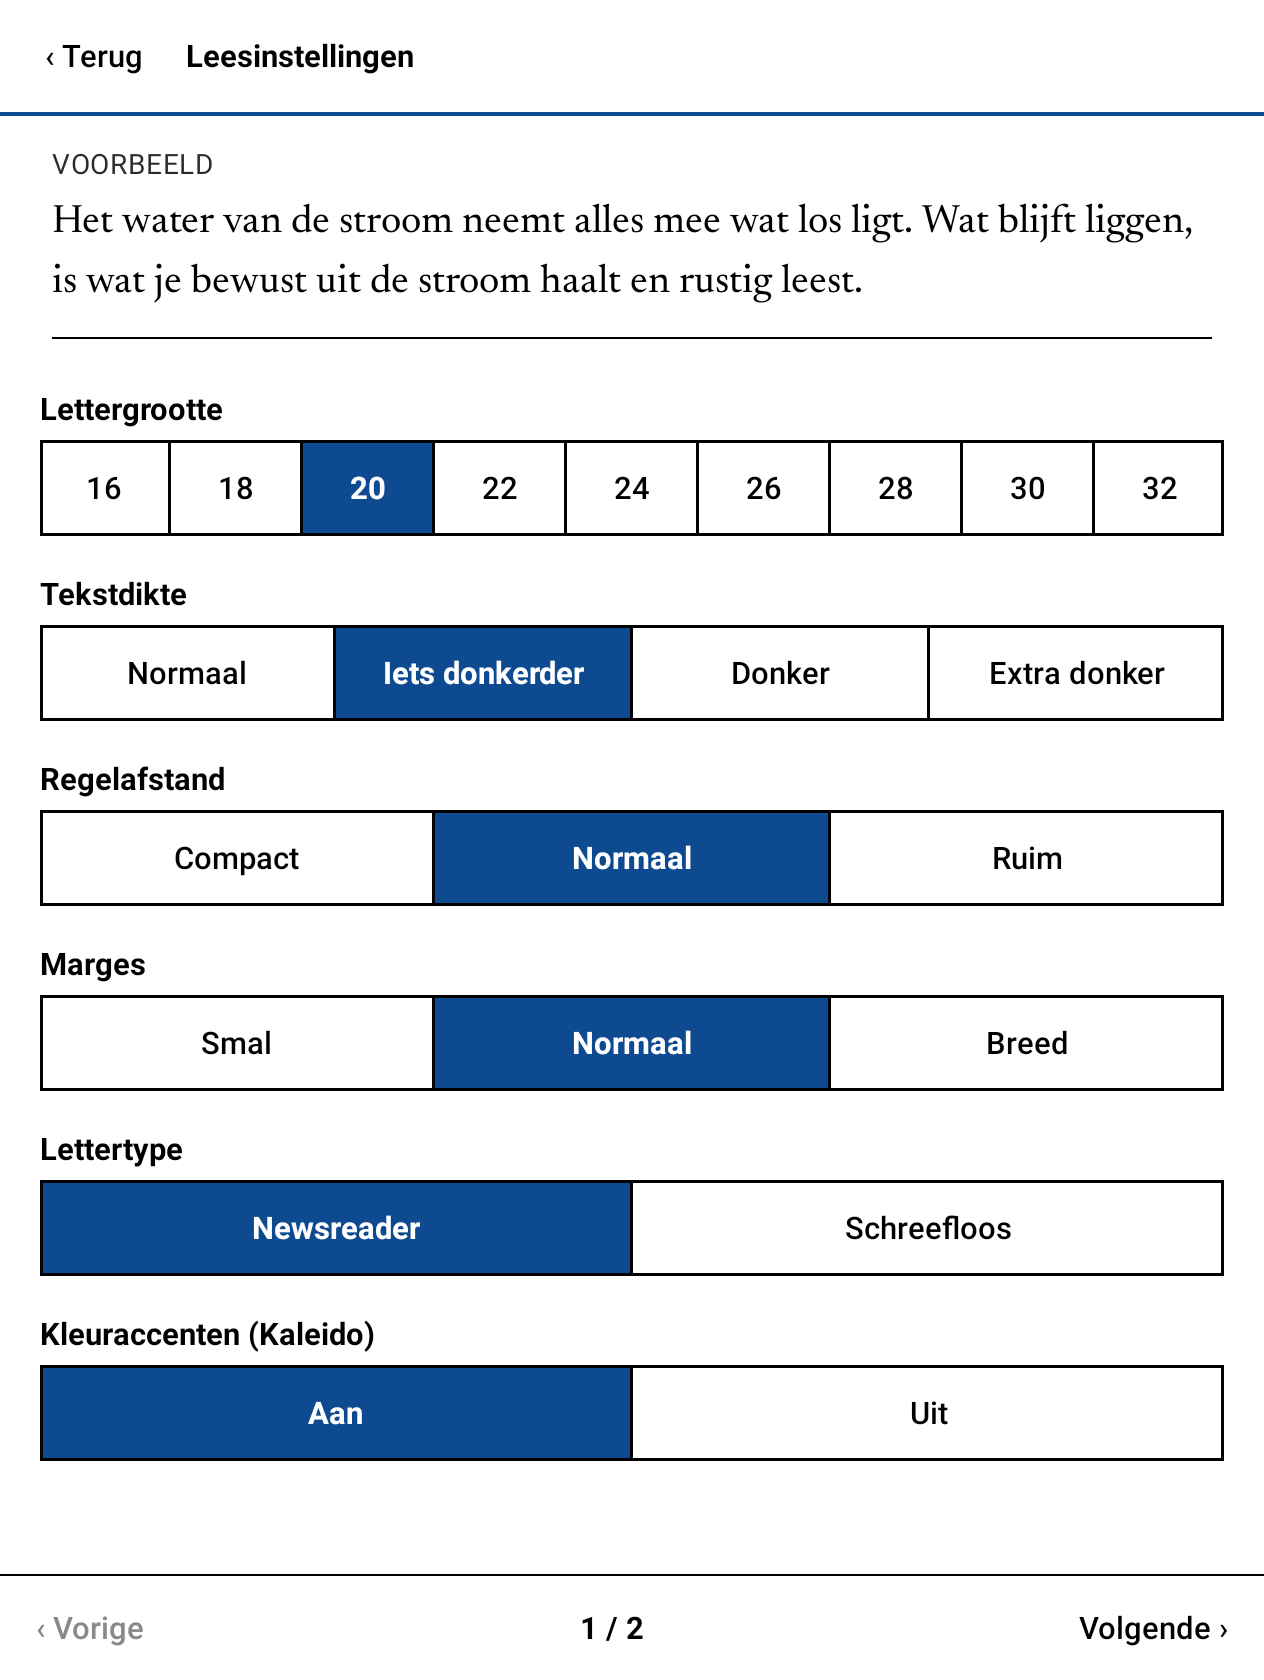 ‹ Terug Leesinstellingen
VOORBEELD
Het water van de stroom neemt alles mee wat los ligt. Wat blijft liggen,
is wat je bewust uit de stroom haalt en rustig leest.
Lettergrootte
16 18 20 22 24 26 28 30 32
Tekstdikte
Normaal Iets donkerder Donker Extra donker
Regelafstand
Compact Normaal Ruim
Marges
Smal Normaal Breed
Lettertype
Newsreader Schreefloos
Kleuraccenten (Kaleido)
Aan Uit
‹ Vorige 1 / 2 Volgende ›